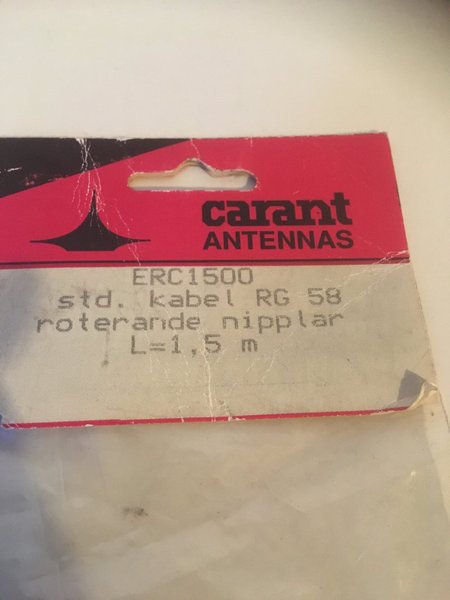 carant
ANTENNAS
ERC1500
std. kabel RG 58
roterande nipplar
L=1,5 m